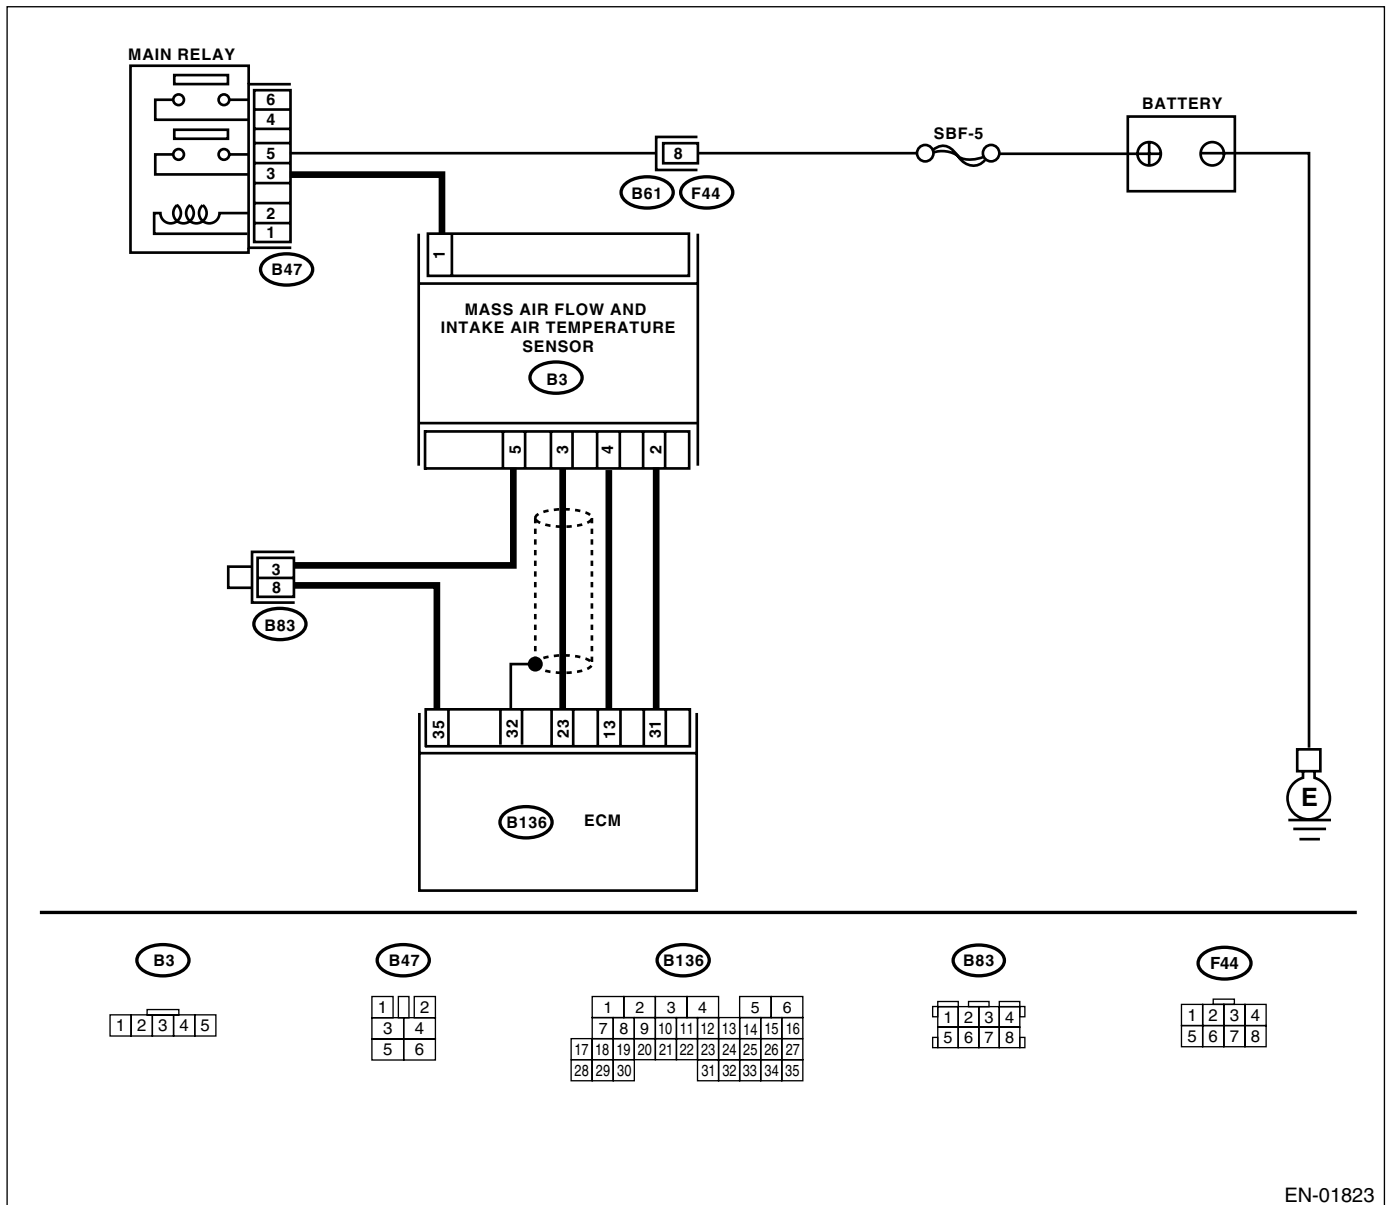 MAIN RELAY
6
4
5
3
2
1
B47
8
B61 F44
SBF-5
BATTERY
1
MASS AIR FLOW AND
INTAKE AIR TEMPERATURE
SENSOR
B3
5 3 4 2
3
8
B83
35 32 23 13 31
B136 ECM
E
B3
1 2 3 4 5
B47
1 2
3 4
5 6
B136
1 2 3 4 5 6
7 8 9 10 11 12 13 14 15 16
17 18 19 20 21 22 23 24 25 26 27
28 29 30 31 32 33 34 35
B83
1 2 3 4
5 6 7 8
F44
1 2 3 4
5 6 7 8
EN-01823